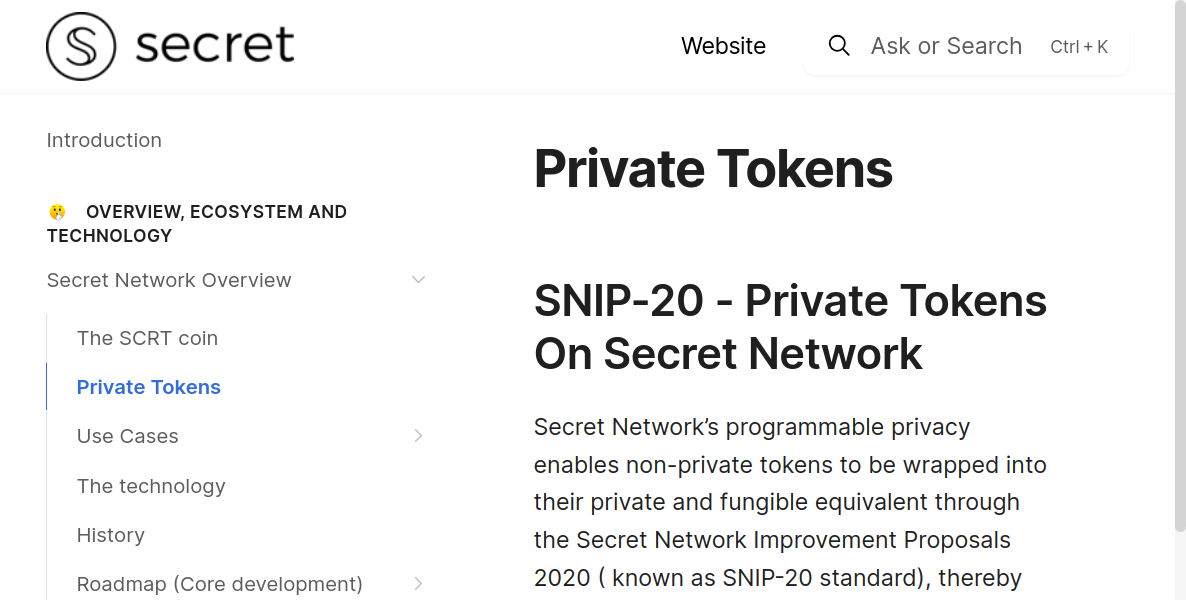 secret
Website
Ask or Search
Ctrl + K
Introduction
OVERVIEW, ECOSYSTEM AND
TECHNOLOGY
Secret Network Overview
The SCRT coin
Private Tokens
Use Cases
The technology
History
Roadmap (Core development)
Private Tokens
SNIP-20 - Private Tokens
On Secret Network
Secret Network’s programmable privacy
enables non-private tokens to be wrapped into
their private and fungible equivalent through
the Secret Network Improvement Proposals
2020 ( known as SNIP-20 standard), thereby